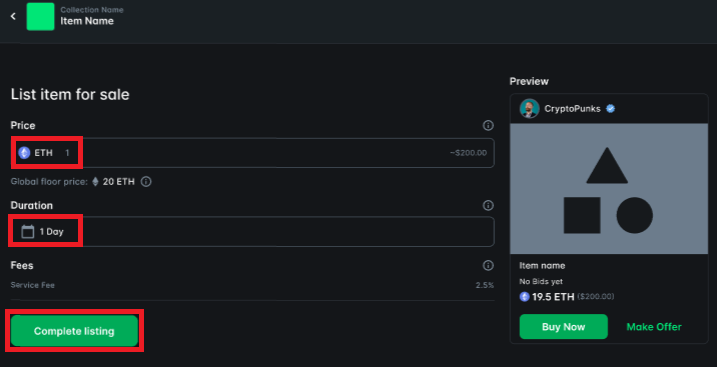 Collection Name
Item Name
List item for sale
Price
ETH 1 ~$200.00
Global floor price: 20 ETH
Duration
1 Day
Fees
Service Fee 2.5%
Complete listing
Preview
CryptoPunks
Item name
No Bids yet
19.5 ETH ($200.00)
Buy Now Make Offer